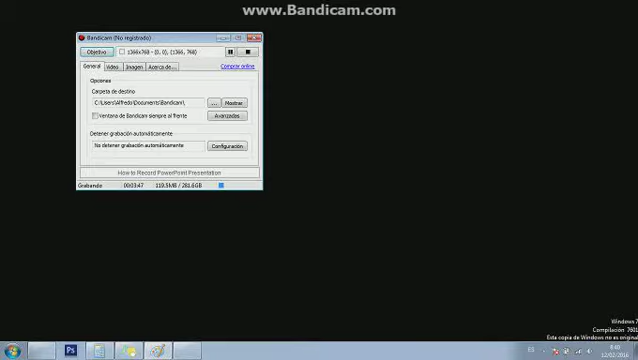 www.Bandicam.com
Bandicam (No registrado)
Objetivo
1366x768 - (0, 0), (1366, 768)
General
Video
Imagen
Acerca de...
Comprar online
Opciones
Carpeta de destino
C:\Users\Alfredo\Documents\Bandicam\
...
Mostrar
Ventana de Bandicam siempre al frente
Avanzadas
Detener grabación automáticamente
No detener grabación automáticamente
Configuración
How to Record PowerPoint Presentation
Grabando
00:03:47
119.5MB / 281.6GB
Windows 7
Compilación 7601
Esta copia de Windows no es original
Ps
ES
12/02/2016